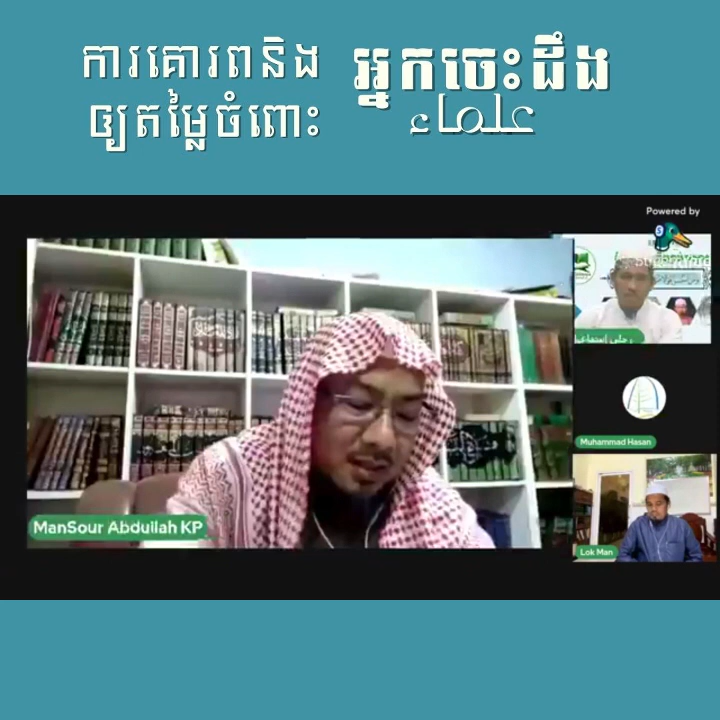 ការគោរពនិង
ឲ្យតម្លៃចំពោះ
អ្នកចេះដឹង
علماء
Powered by
ManSour Abdullah KP
Muhammad Hasan
Lok Man